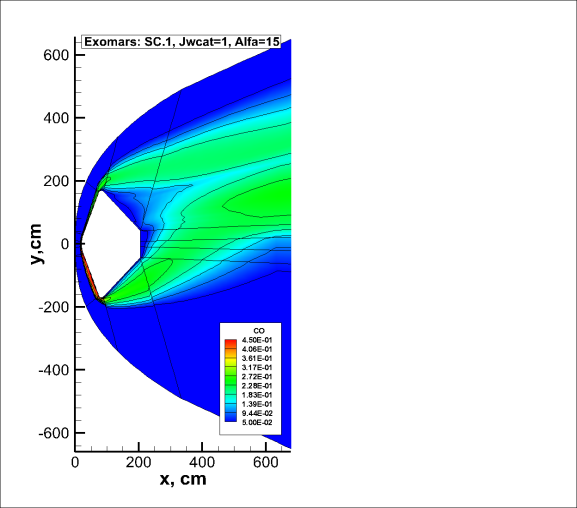 Exomars: SC.1, Jwcat=1, Alfa=15
600
400
200
0
-200
-400
-600
y,cm
CO
4.50E-01
4.06E-01
3.61E-01
3.17E-01
2.72E-01
2.28E-01
1.83E-01
1.39E-01
9.44E-02
5.00E-02
0 200 400 600
x, cm